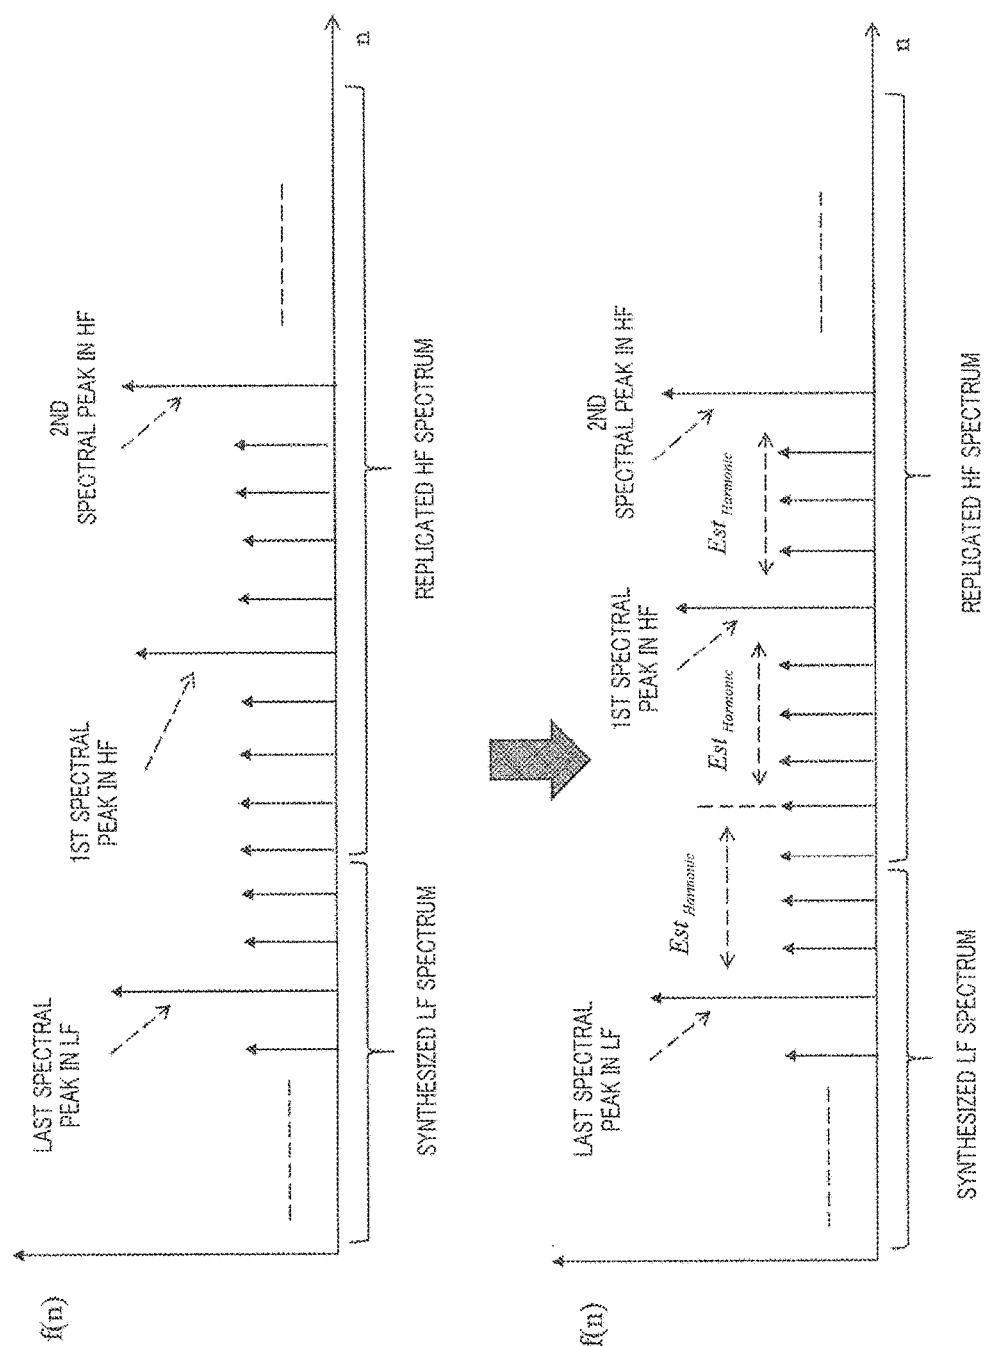 f(n)
LAST SPECTRAL
PEAK IN LF
1ST SPECTRAL
PEAK IN HF
2ND
SPECTRAL PEAK IN HF
n
SYNTHESIZED LF SPECTRUM
REPLICATED HF SPECTRUM
f(n)
LAST SPECTRAL
PEAK IN LF
Est Harmonic
Est Harmonic
1ST SPECTRAL
PEAK IN HF
Est Harmonic
2ND
SPECTRAL PEAK IN HF
n
SYNTHESIZED LF SPECTRUM
REPLICATED HF SPECTRUM